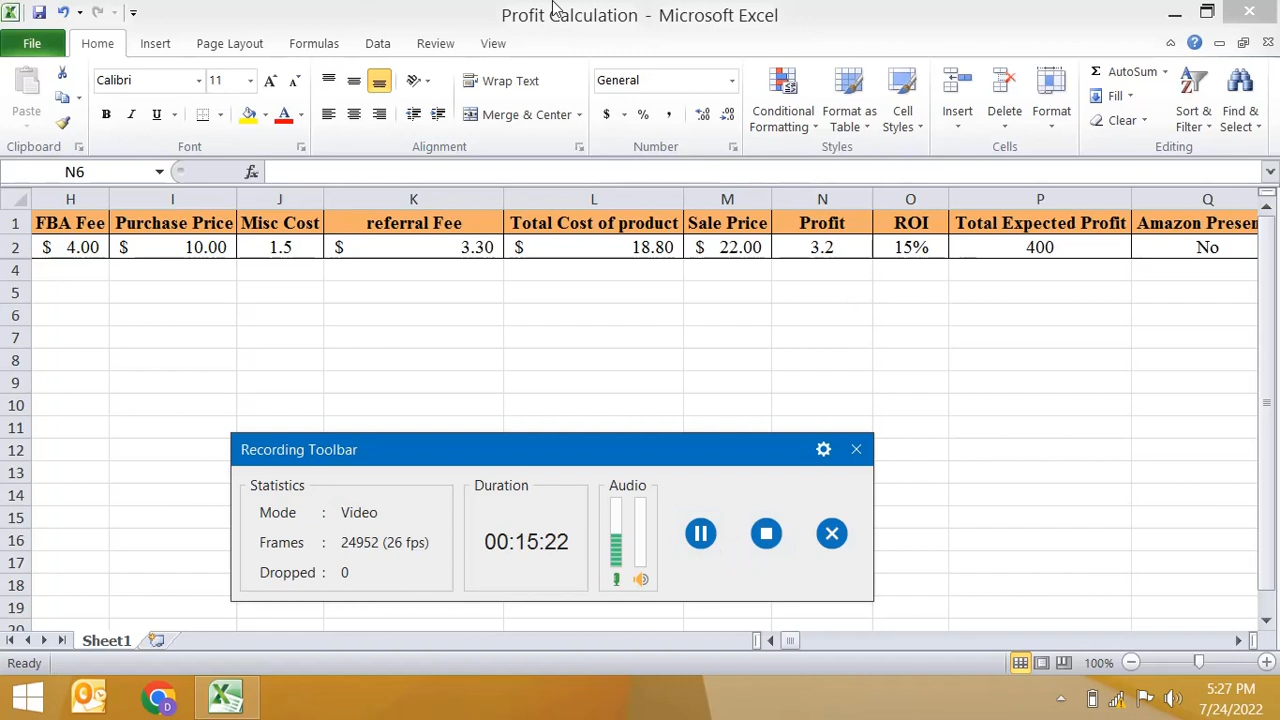 Profit Calculation - Microsoft Excel
File Home Insert Page Layout Formulas Data Review View
Calibri 11 Wrap Text General AutoSum
Paste Conditional Format as Cell Insert Delete Format Fill Sort & Find &
B I U A Merge & Center $ % , Formatting Table Styles Clear Filter Select
Clipboard Font Alignment Number Styles Cells Editing
N6 fx
H I J K L M N O P Q
1 FBA Fee Purchase Price Misc Cost referral Fee Total Cost of product Sale Price Profit ROI Total Expected Profit Amazon Presen
2 $ 4.00 $ 10.00 1.5 $ 3.30 $ 18.80 $ 22.00 3.2 15% 400 No
4
5
6
7
8
9
10
11
12
13
14
15
16
17
18
19
20
Recording Toolbar
Statistics Duration Audio
Mode : Video
Frames : 24952 (26 fps)
Dropped : 0
00:15:22
Sheet1
Ready 100%
5:27 PM
7/24/2022